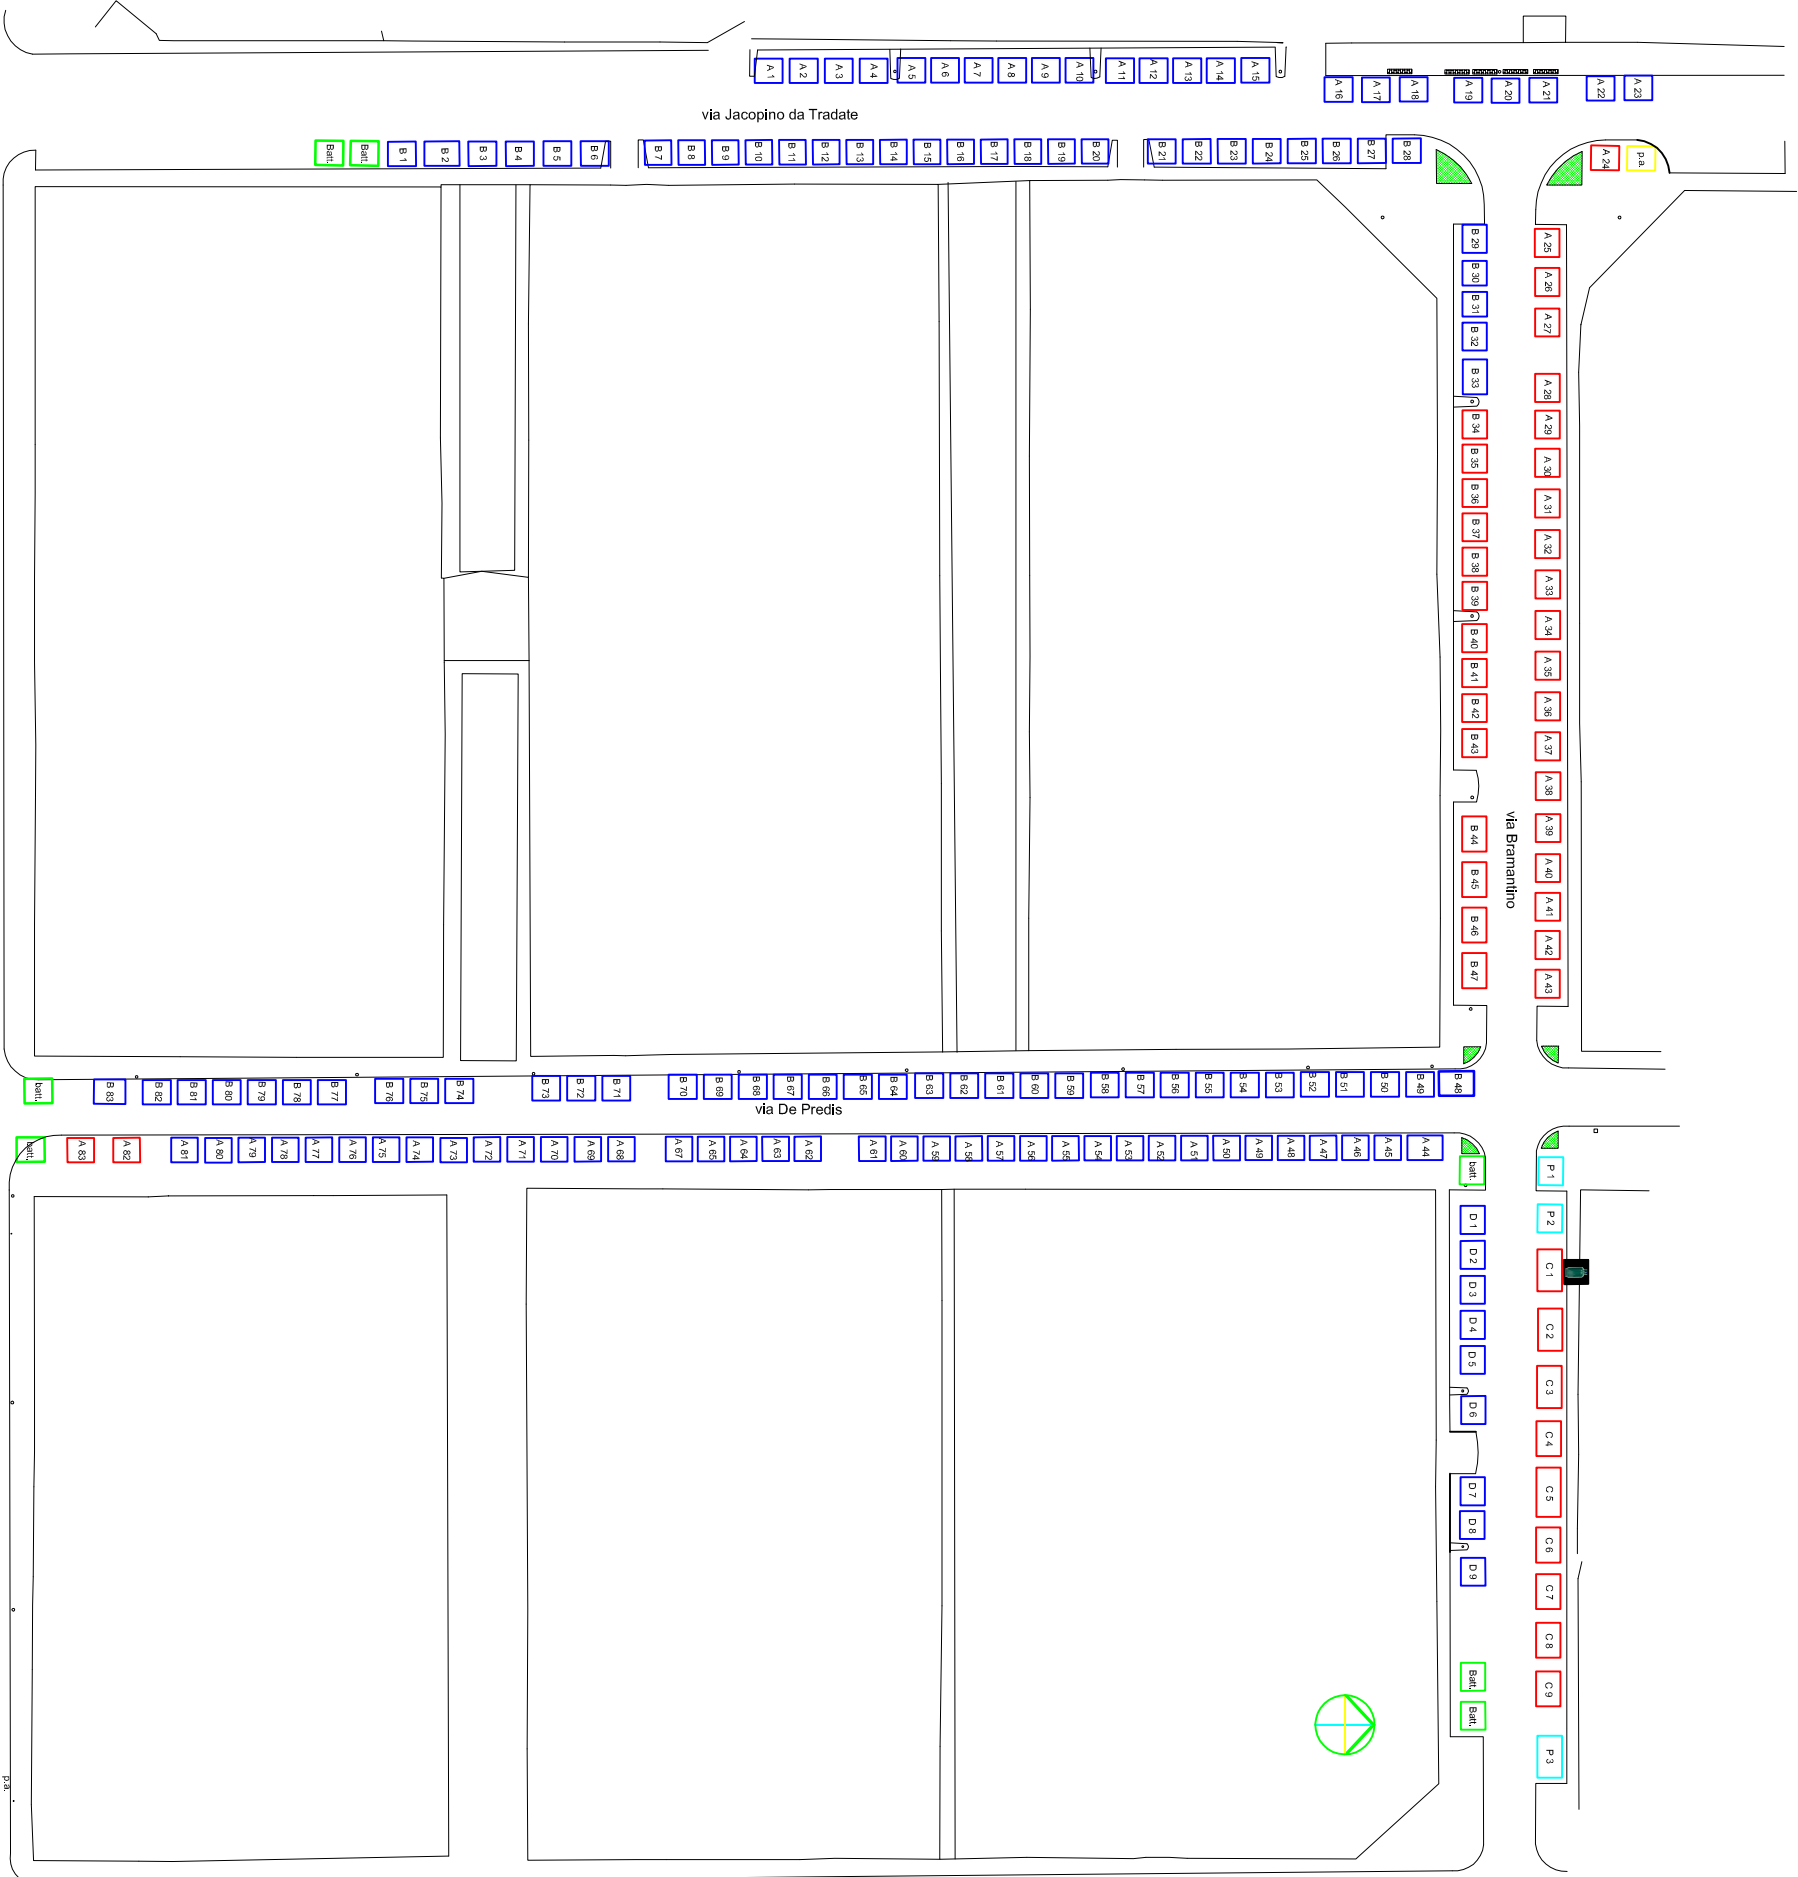 A 1
A 2
A 3
A 4
A 5
A 6
A 7
A 8
A 9
A 10
A 11
A 12
A 13
A 14
A 15
A 16
A 17
A 18
A 19
A 20
A 21
A 22
A 23
via Jacopino da Tradate
Batt.
Batt.
B 1
B 2
B 3
B 4
B 5
B 6
B 7
B 8
B 9
B 10
B 11
B 12
B 13
B 14
B 15
B 16
B 17
B 18
B 19
B 20
B 21
B 22
B 23
B 24
B 25
B 26
B 27
B 28
A 24
p.a.
B 29
B 30
B 31
B 32
B 33
B 34
B 35
B 36
B 37
B 38
B 39
B 40
B 41
B 42
B 43
B 44
B 45
B 46
B 47
via Bramantino
A 25
A 26
A 27
A 28
A 29
A 30
A 31
A 32
A 33
A 34
A 35
A 36
A 37
A 38
A 39
A 40
A 41
A 42
A 43
batt.
B 83
B 82
B 81
B 80
B 79
B 78
B 77
B 76
B 75
B 74
B 73
B 72
B 71
B 70
B 69
B 68
B 67
B 66
B 65
B 64
B 63
B 62
B 61
B 60
B 59
B 58
B 57
B 56
B 55
B 54
B 53
B 52
B 51
B 50
B 49
B 48
via De Predis
batt.
A 83
A 82
A 81
A 80
A 79
A 78
A 77
A 76
A 75
A 74
A 73
A 72
A 71
A 70
A 69
A 68
A 67
A 65
A 64
A 63
A 62
A 61
A 60
A 59
A 58
A 57
A 56
A 55
A 54
A 53
A 52
A 51
A 50
A 49
A 48
A 47
A 46
A 45
A 44
batt.
D 1
D 2
D 3
D 4
D 5
D 6
D 7
D 8
D 9
Batt.
Batt.
P 1
P 2
C 1
C 2
C 3
C 4
C 5
C 6
C 7
C 8
C 9
P 3
p.a.